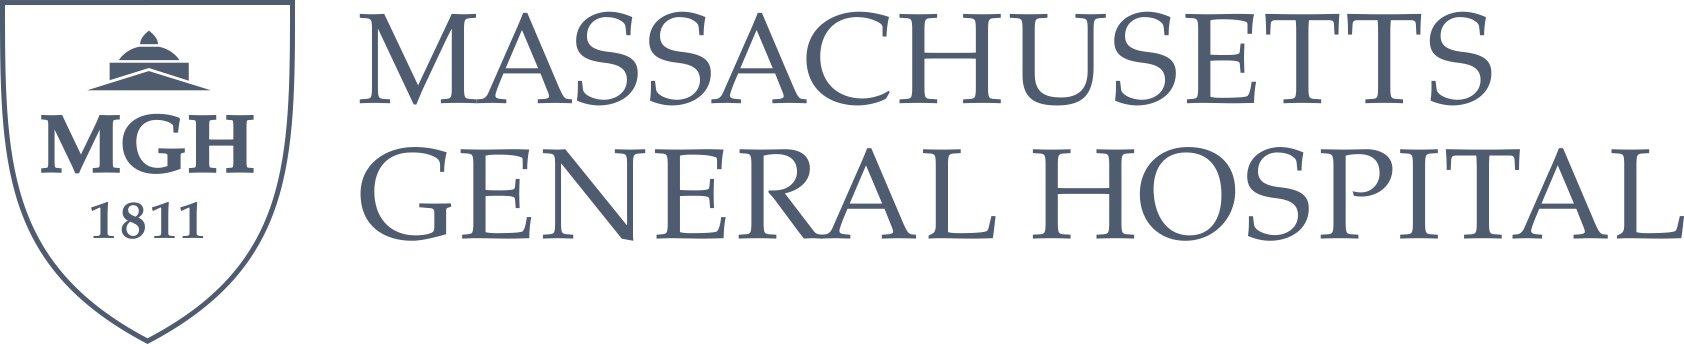 MGH
1811
MASSACHUSETTS
GENERAL HOSPITAL